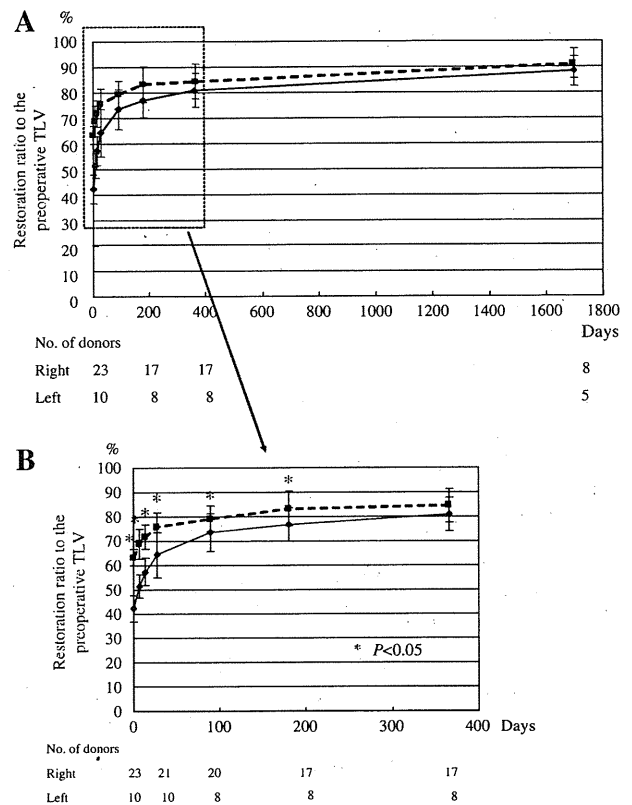 A
%
100
90
80
70
60
50
40
30
20
10
0
Restoration ratio to the
preoperative TLV
0 200 400 600 800 1000 1200 1400 1600 1800
Days
No. of donors
Right 23 17 17 8
Left 10 8 8 5
B
%
100
90
80
70
60
50
40
30
20
10
0
Restoration ratio to the
preoperative TLV
* * * * * *
* P<0.05
0 100 200 300 400 Days
No. of donors
Right 23 21 20 17 17
Left 10 10 8 8 8